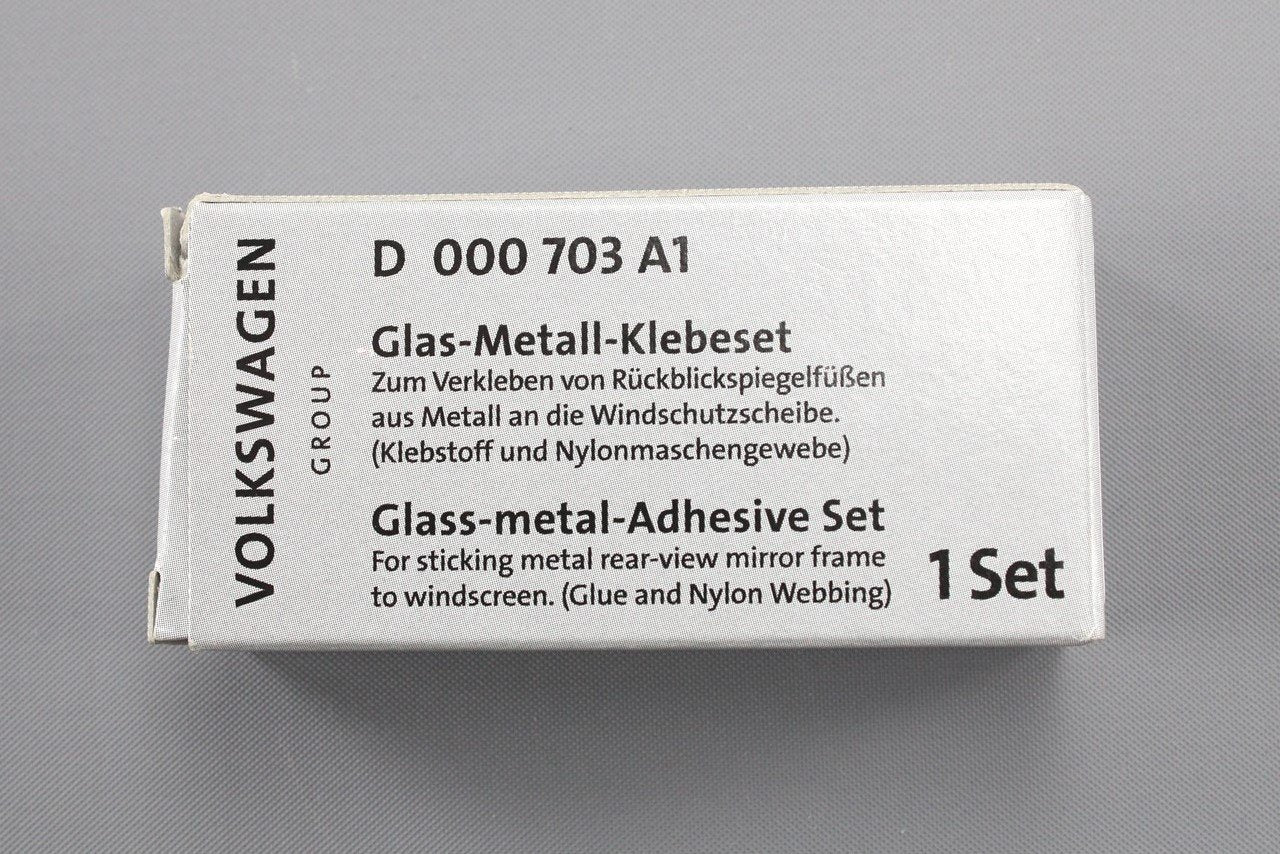 VOLKSWAGEN
GROUP
D 000 703 A1
Glas-Metall-Klebeset
Zum Verkleben von Rückblickspiegelfüßen
aus Metall an die Windschutzscheibe.
(Klebstoff und Nylonmaschengewebe)
Glass-metal-Adhesive Set
For sticking metal rear-view mirror frame
to windscreen. (Glue and Nylon Webbing)
1 Set